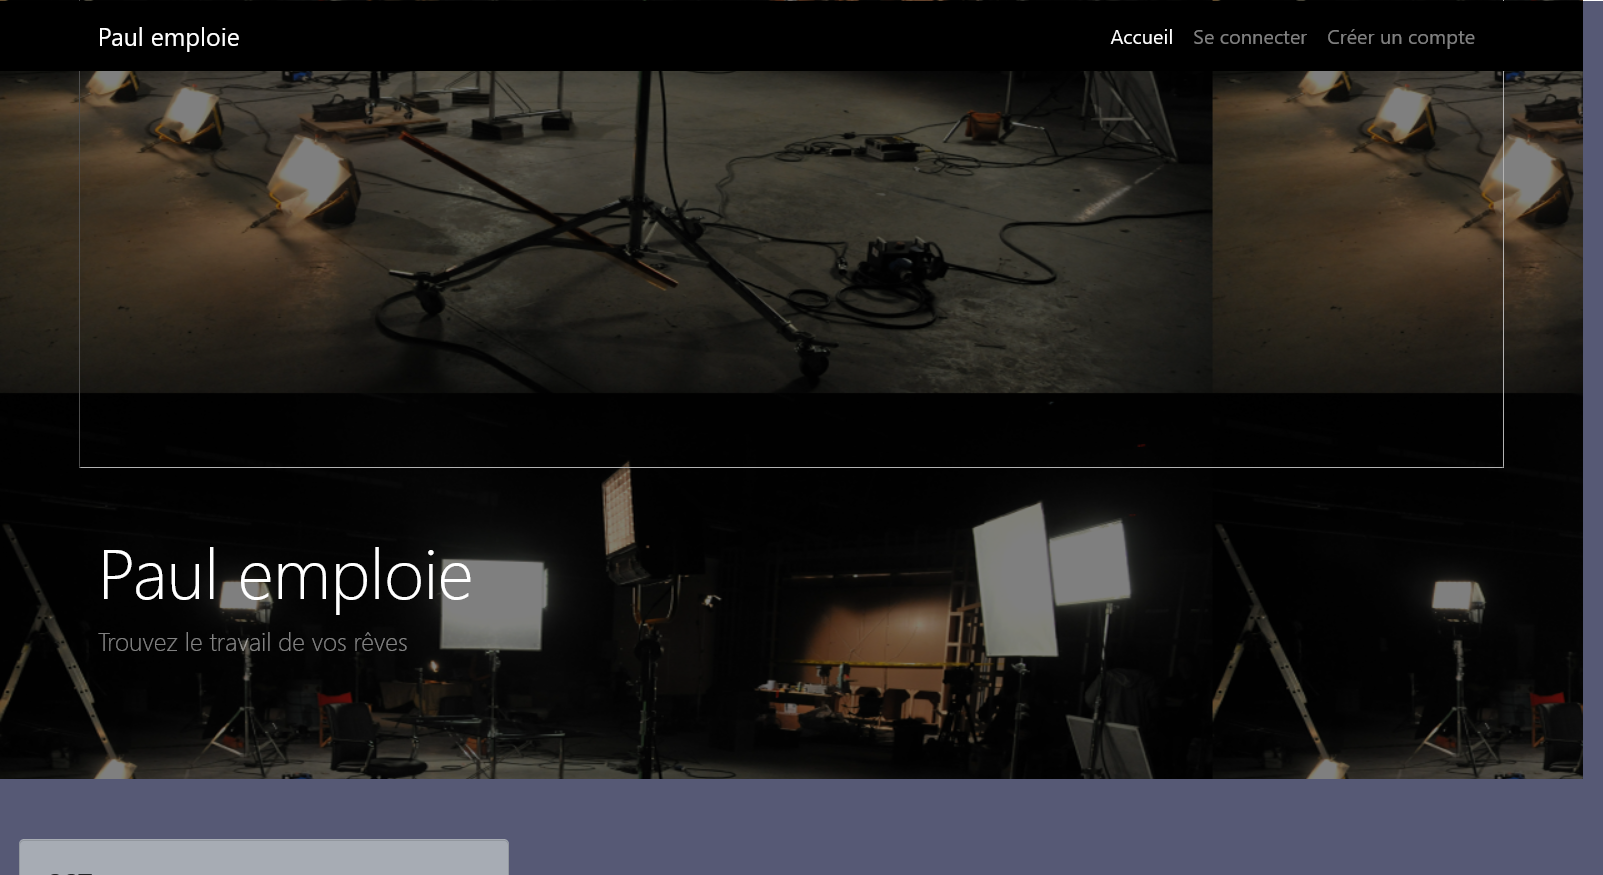 Paul emploie
Accueil Se connecter Créer un compte
Paul emploie
Trouvez le travail de vos rêves